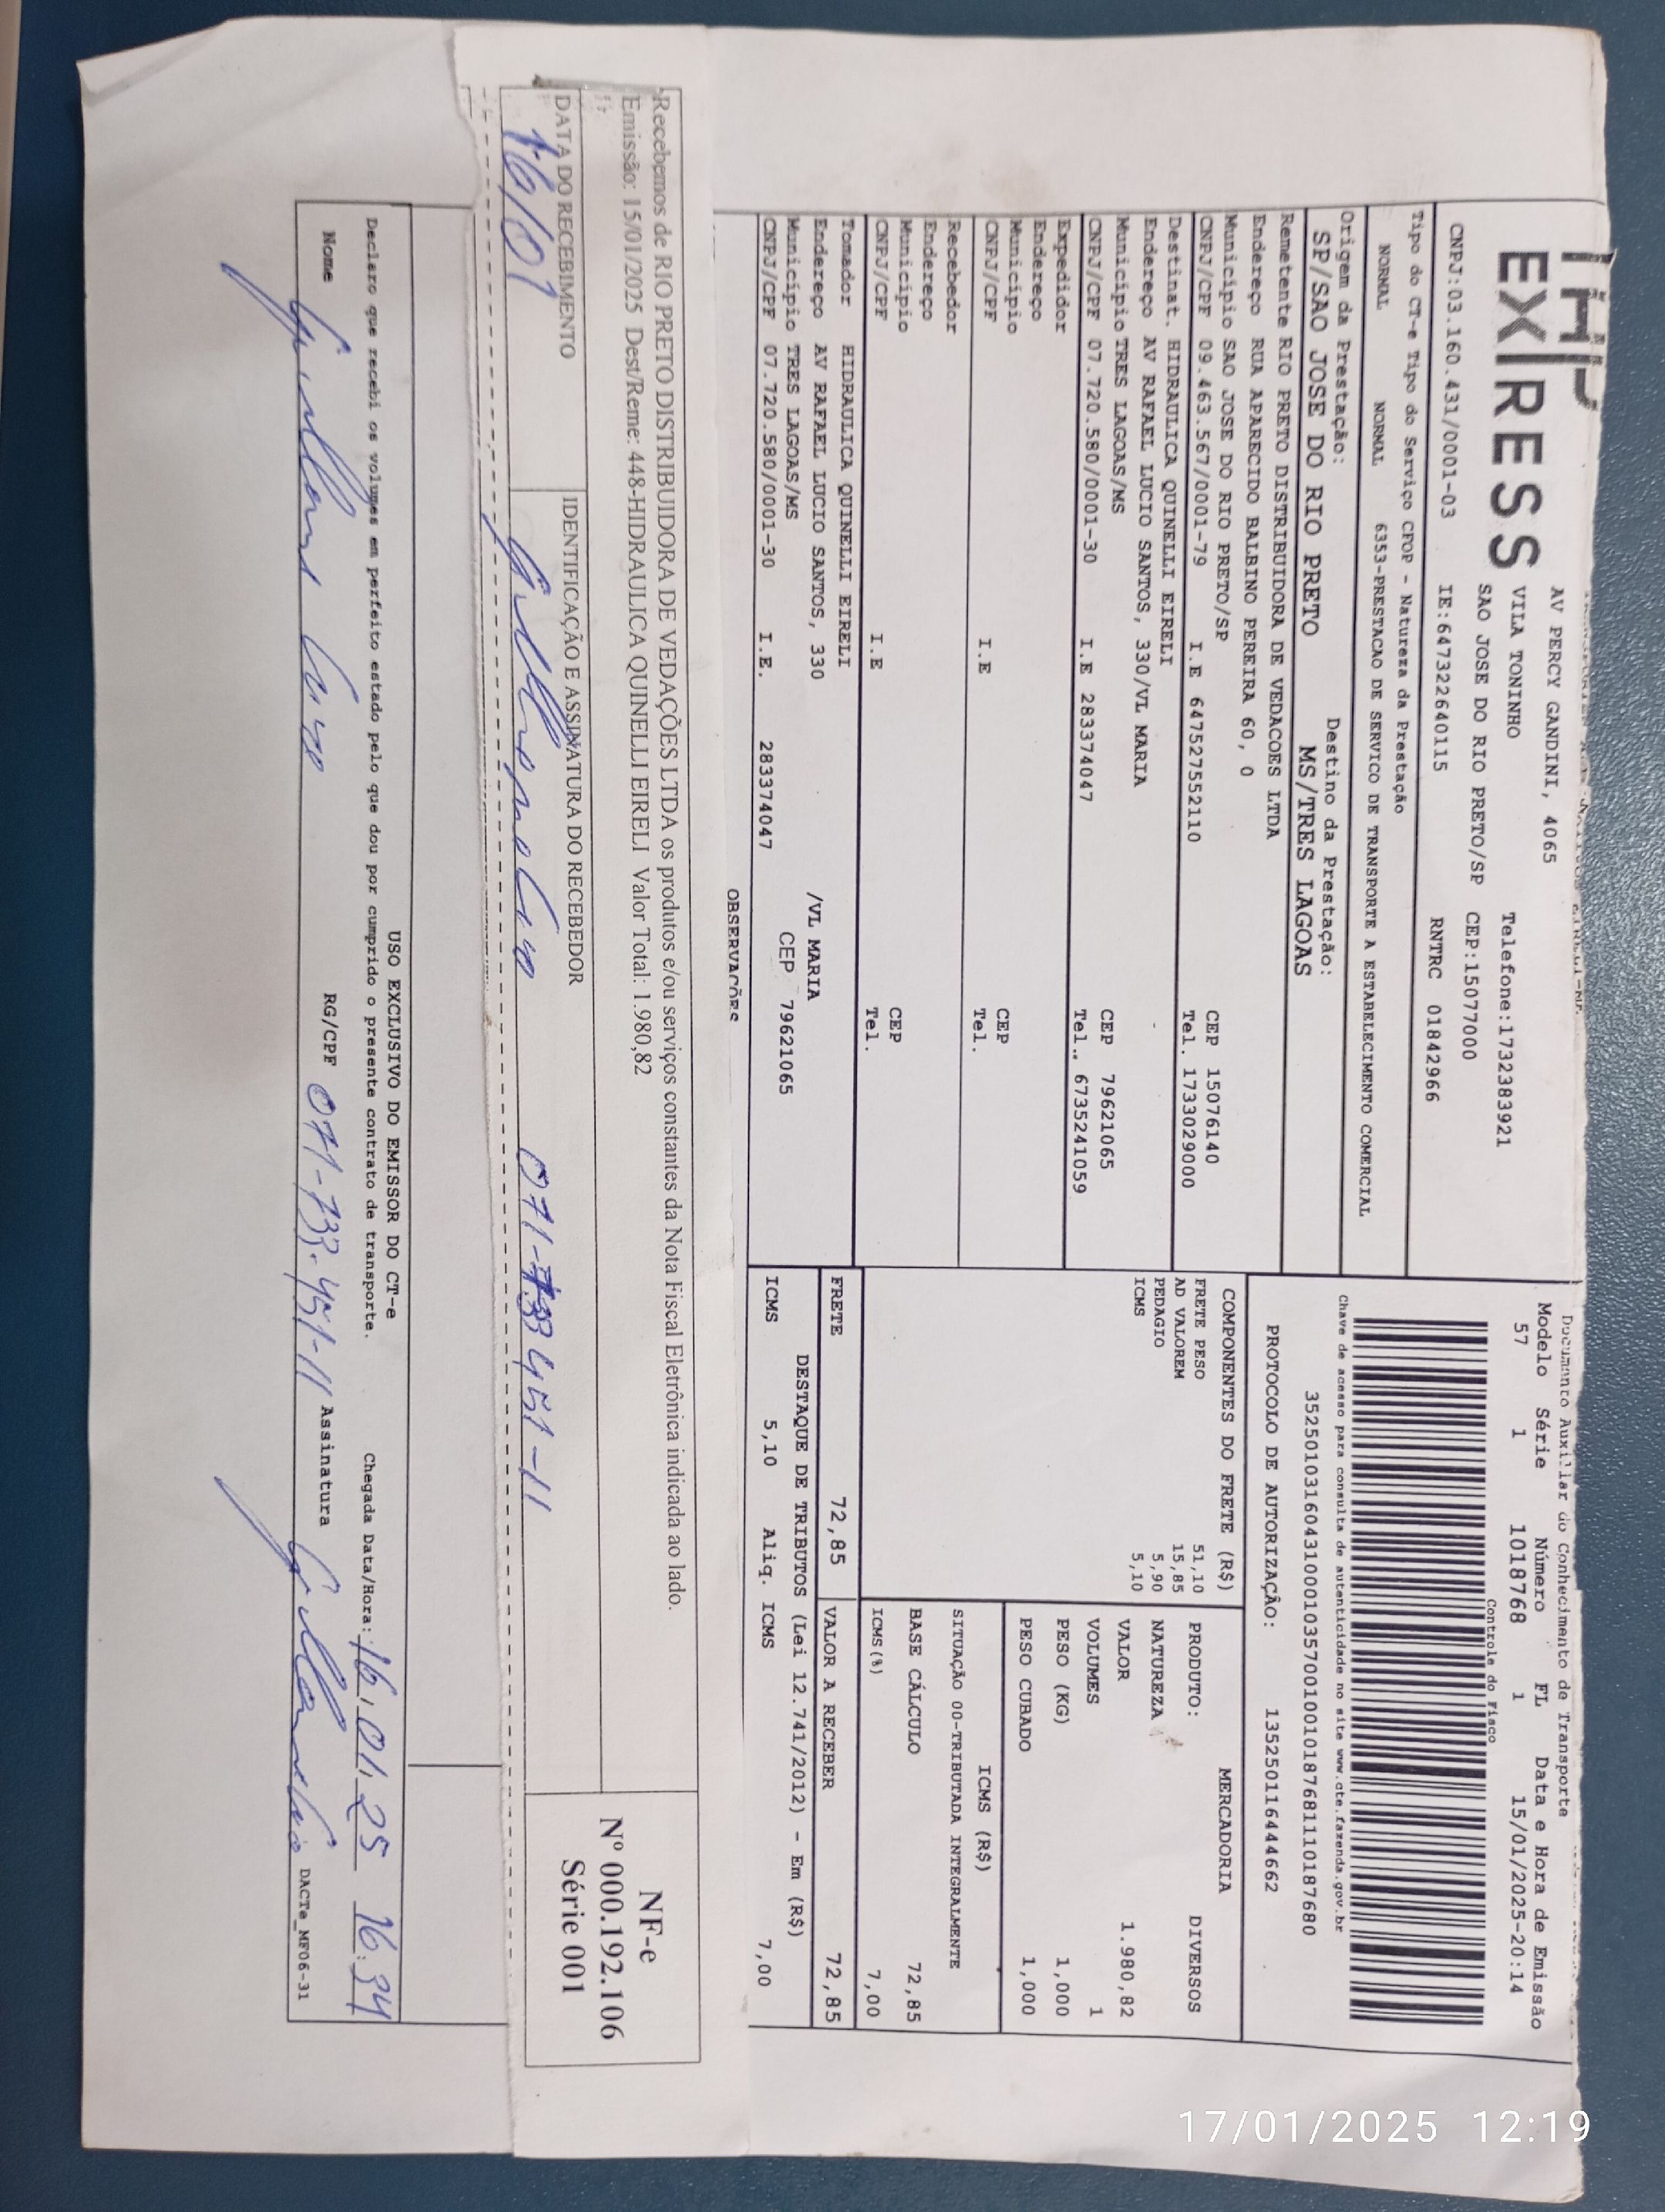 EX RESS
AV PERCY GANDINI, 4065
VILA TONINHO
SAO JOSE DO RIO PRETO/SP
Telefone:1732383921
CEP:15077000
CNPJ:03.160.431/0001-03 IE:647322640115 RNTRC 01842966
Tipo do CT-e Tipo do Serviço CFOP - Natureza da Prestação
NORMAL NORMAL 6353-PRESTACAO DE SERVICO DE TRANSPORTE A ESTABELECIMENTO COMERCIAL
Origem da Prestação: Destino da Prestação:
SP/SAO JOSE DO RIO PRETO MS/TRES LAGOAS
Remetente RIO PRETO DISTRIBUIDORA DE VEDACOES LTDA
Endereço RUA APARECIDO BALBINO PEREIRA 60, 0
Município SAO JOSE DO RIO PRETO/SP CEP 15076140
CNPJ/CPF 09.463.567/0001-79 I.E 647527552110 Tel. 1733029000
Destinat. HIDRAULICA QUINELLI EIRELI
Endereço AV RAFAEL LUCIO SANTOS, 330/VL MARIA
Município TRES LAGOAS/MS CEP 79621065
CNPJ/CPF 07.720.580/0001-30 I.E 283374047 Tel.. 6735241059
Expedidor
Endereço
Município CEP
CNPJ/CPF I.E Tel.
Recebedor
Endereço
Município CEP
CNPJ/CPF I.E Tel.
Tomador HIDRAULICA QUINELLI EIRELI
Endereço AV RAFAEL LUCIO SANTOS, 330 /VL MARIA
Município TRES LAGOAS/MS CEP 79621065
CNPJ/CPF 07.720.580/0001-30 I.E. 283374047
OBSERVAÇÕES
Documento Auxiliar do Conhecimento de Transporte
Modelo Série Número FL Data e Hora de Emissão
57 1 1018768 1 15/01/2025-20:14
Controle do Fisco
Chave de acesso para consulta de autenticidade no site www.cte.fazenda.gov.br
35250103160431000103570010010187681110187680
PROTOCOLO DE AUTORIZAÇÃO: 135250116444662
COMPONENTES DO FRETE (R$)
FRETE PESO 51,10
AD VALOREM 15,85
PEDAGIO 5,90
ICMS 5,10
MERCADORIA
PRODUTO: DIVERSOS
NATUREZA
VALOR 1.980,82
VOLUMES 1
PESO (KG) 1,000
PESO CUBADO 1,000
ICMS (R$)
SITUAÇÃO 00-TRIBUTADA INTEGRALMENTE
BASE CÁLCULO 72,85
ICMS(%) 7,00
FRETE 72,85 VALOR A RECEBER 72,85
DESTAQUE DE TRIBUTOS (Lei 12.741/2012) - Em (R$)
ICMS 5,10 Aliq. ICMS 7,00
Recebemos de RIO PRETO DISTRIBUIDORA DE VEDAÇÕES LTDA os produtos e/ou serviços constantes da Nota Fiscal Eletrônica indicada ao lado.
Emissão: 15/01/2025 Dest/Reme: 448-HIDRAULICA QUINELLI EIRELI Valor Total: 1.980,82
DATA DO RECEBIMENTO
16/01
IDENTIFICAÇÃO E ASSINATURA DO RECEBEDOR
071-733451-11
NF-e
Nº 000.192.106
Série 001
USO EXCLUSIVO DO EMISSOR DO CT-e
Declaro que recebi os volumes em perfeito estado pelo que dou por cumprido o presente contrato de transporte. Chegada Data/Hora: 16,01,25 16:34
Nome RG/CPF 071-733.451-11 Assinatura
DACTe_MF06-31
17/01/2025 12:19